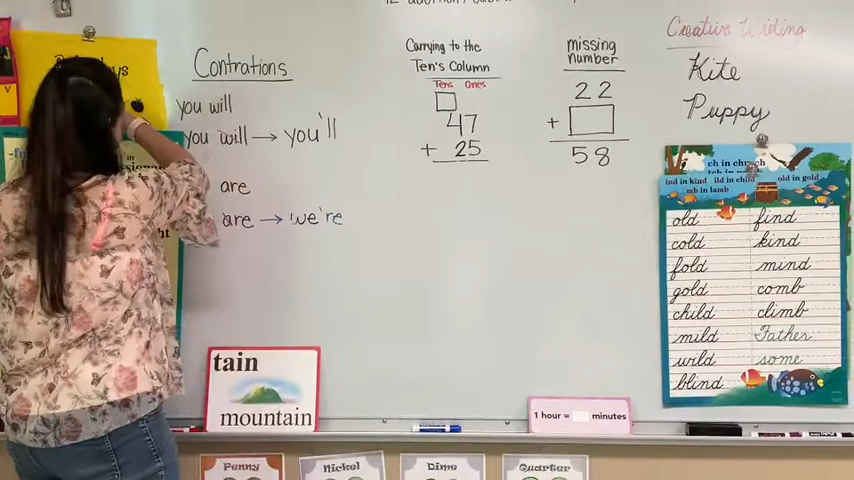 Contrations
you will
you will → you'll
are
are → we're
Carrying to the
Ten's Column
Tens Ones
47
+ 25
missing
number
22
+
58
Creative Writing
Kite
Puppy
ch in church
ind in kind
ild in child
old in gold
mb in lamb
old find
cold kind
fold mind
gold comb
child climb
mild Father
wild some
blind
tain
mountain
1 hour = minutes
Penny
Nickel
Dime
Quarter